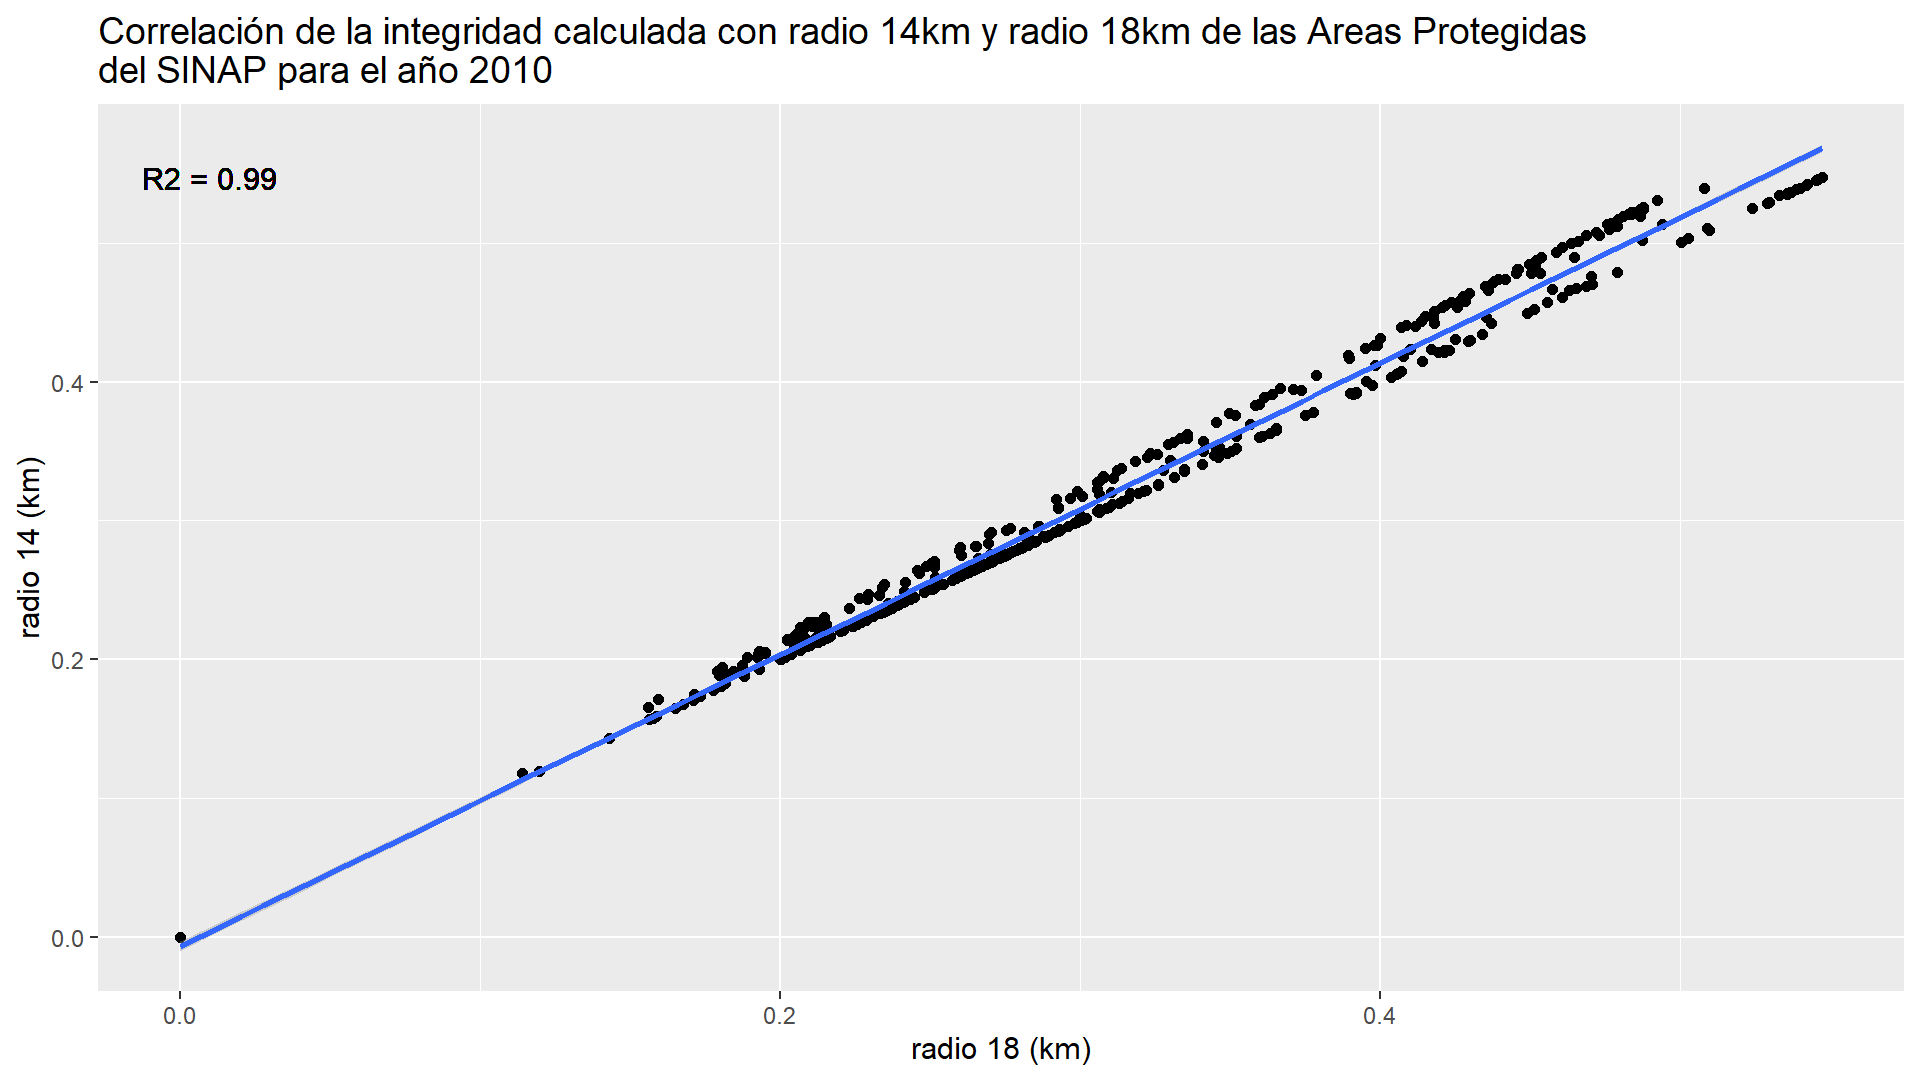 Correlación de la integridad calculada con radio 14km y radio 18km de las Areas Protegidas
del SINAP para el año 2010
R2 = 0.99
radio 14 (km)
0.4
0.2
0.0
0.0
0.2
0.4
radio 18 (km)